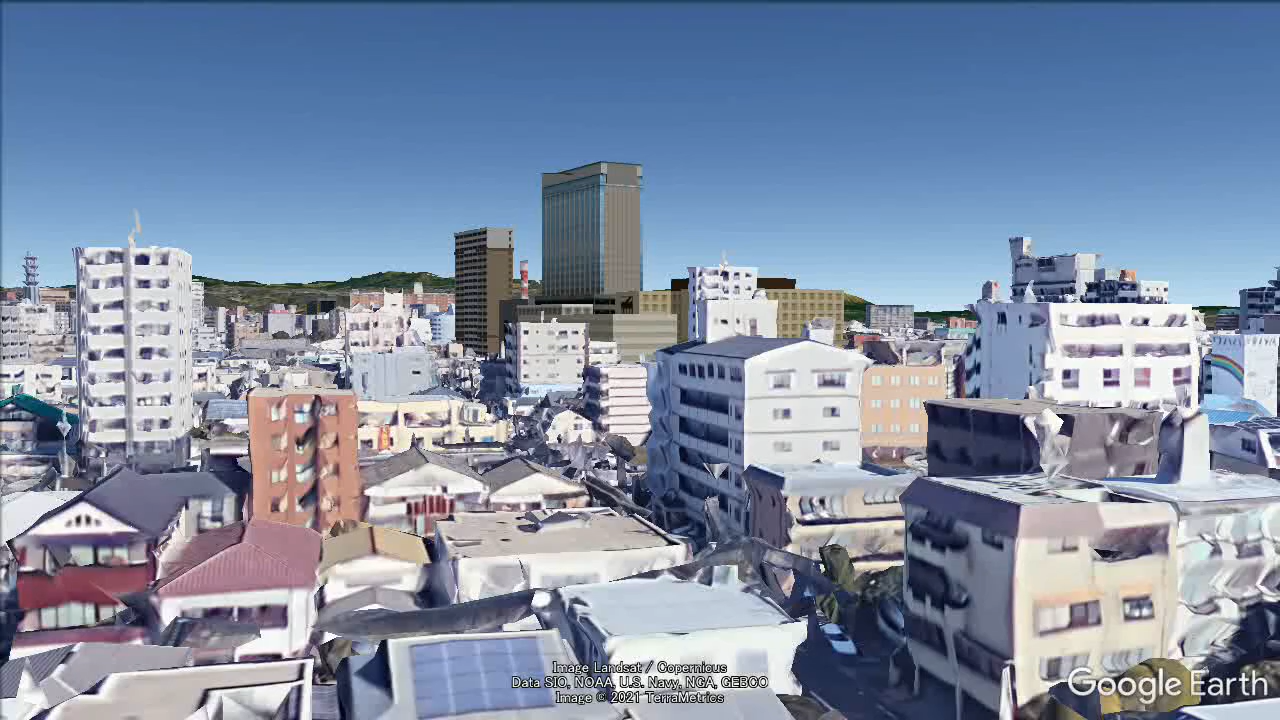 Image Landsat / Copernicus
Data SIO, NOAA, U.S. Navy, NGA, GEBCO
Image © 2021 TerraMetrics
Google Earth